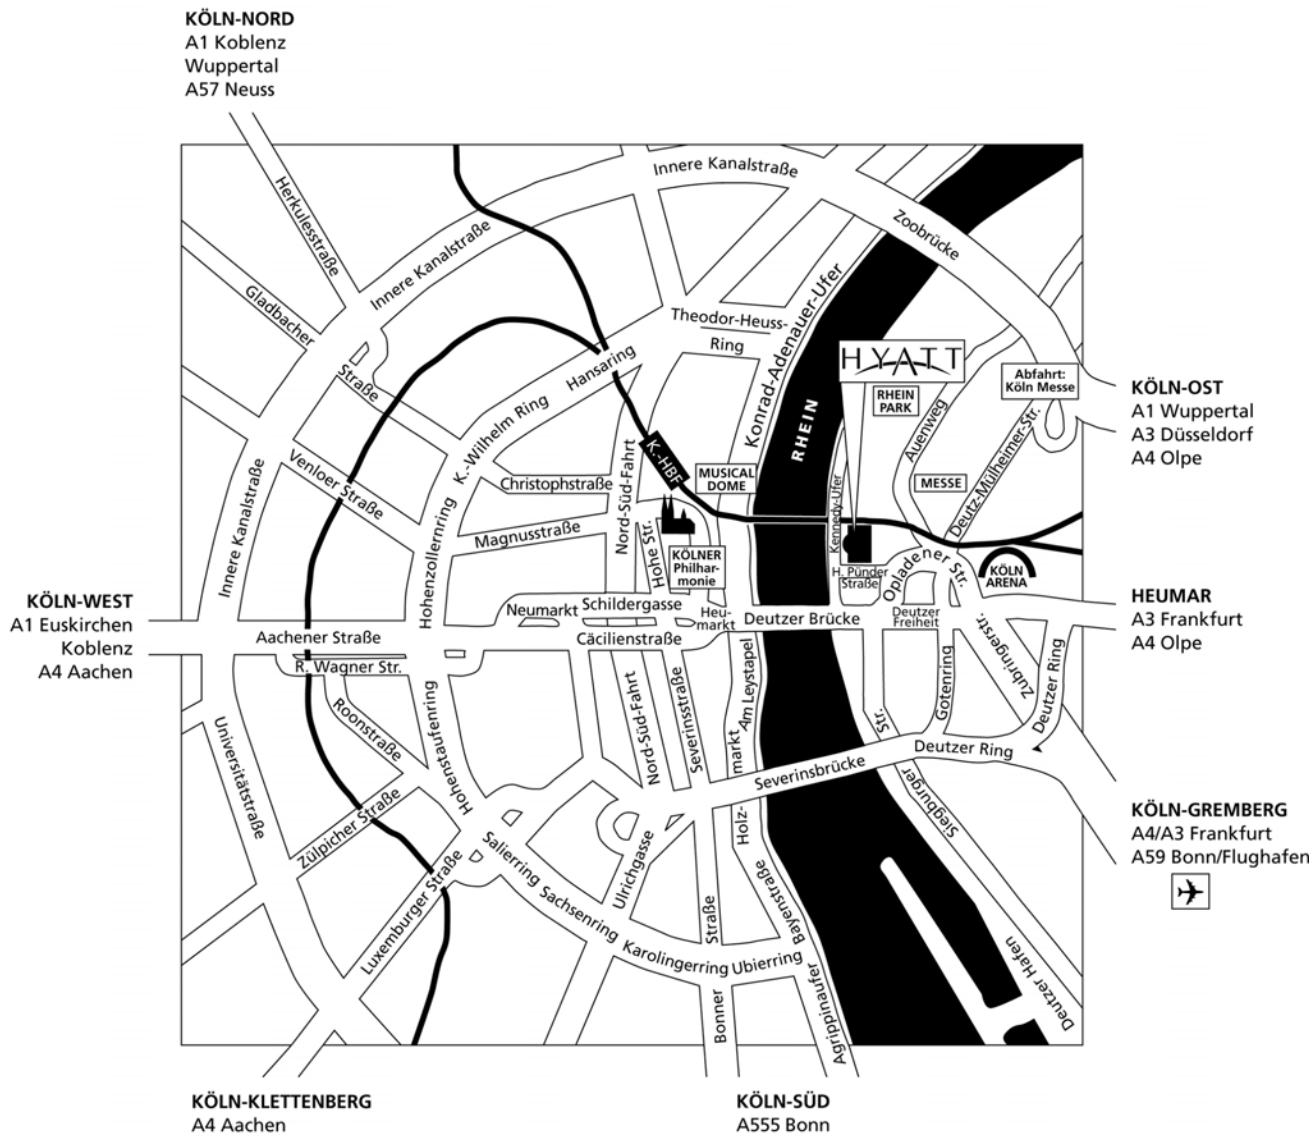 KÖLN-NORD
A1 Koblenz
Wuppertal
A57 Neuss
Innere Kanalstraße
Herkulesstraße
Zoobrücke
Innere Kanalstraße
Gladbacher
Straße
Theodor-Heuss-
Ring
Konrad-Adenauer-Ufer
Hansaring
HYATT
Abfahrt:
Köln Messe
RHEIN
PARK
KÖLN-OST
A1 Wuppertal
A3 Düsseldorf
A4 Olpe
K.-Wilhelm Ring
RHEIN
Auenweg
Deutz-Mülheimer-Str.
Venloer Straße
K.-HBF
MUSICAL
DOME
MESSE
Christophstraße
Nord-Süd-Fahrt
Kennedy-Ufer
Magnusstraße
Hohe Str.
KÖLNER
Philhar-
monie
H. Pünder
Straße
Opladener Str.
KÖLN
ARENA
Innere Kanalstraße
Hohenzollernring
KÖLN-WEST
A1 Euskirchen
Koblenz
A4 Aachen
Neumarkt
Schildergasse
Heu-
markt
Deutzer Brücke
Deutzer
Freiheit
HEUMAR
A3 Frankfurt
A4 Olpe
Aachener Straße
Cäcilienstraße
R. Wagner Str.
Zubringerstr.
Roonstraße
Hohenstaufenring
Nord-Süd-Fahrt
Severinsstraße
Am Leystapel
Gotenring
Deutzer Ring
Universitätstraße
Holz-
markt
Severinsbrücke
Deutzer Ring
Siegburger
Str.
Zülpicher Straße
KÖLN-GREMBERG
A4/A3 Frankfurt
A59 Bonn/Flughafen
Luxemburger Straße
Salierring
Sachsenring
Ulrichgasse
Karolingerring
Ubierring
Bayenstraße
Bonner
Straße
Agrippinaufer
Deutzer Hafen
KÖLN-KLETTENBERG
A4 Aachen
KÖLN-SÜD
A555 Bonn